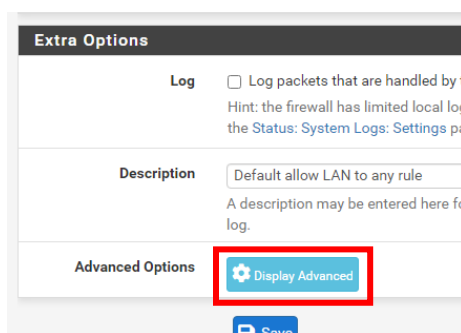 Extra Options
Log
Log packets that are handled by
Hint: the firewall has limited local
the Status: System Logs: Settings
Description
Default allow LAN to any rule
A description may be entered here
log.
Advanced Options
Display Advanced
Save